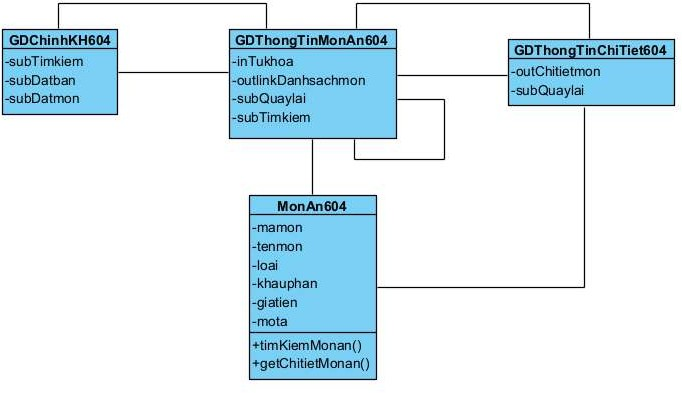 GDChinhKH604
-subTimkiem
-subDatban
-subDatmon
GDThongTinMonAn604
-inTukhoa
-outlinkDanhsachmon
-subQuaylai
-subTimkiem
GDThongTinChiTiet604
-outChitietmon
-subQuaylai
MonAn604
-mamon
-tenmon
-loai
-khauphan
-giatien
-mota
+timKiemMonan()
+getChitietMonan()